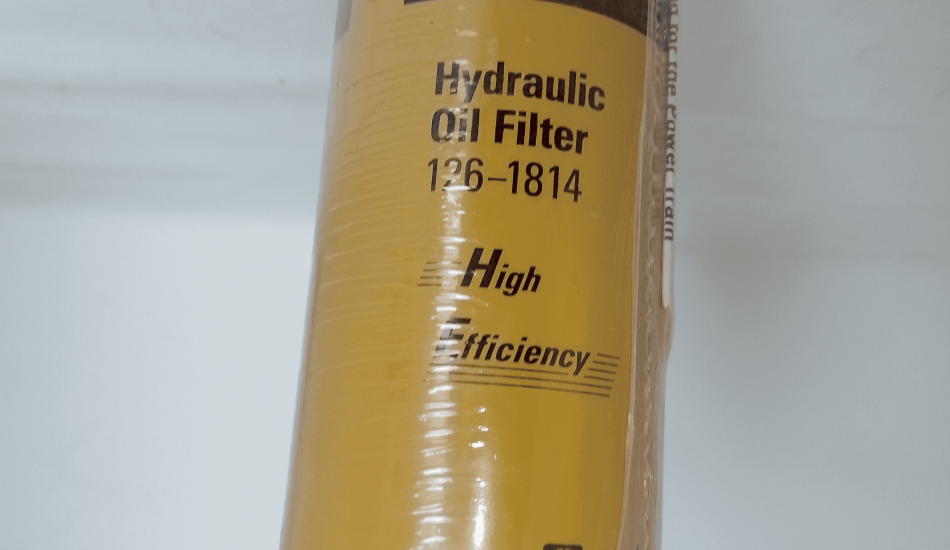 Hydraulic
Oil Filter
126-1814
High
Efficiency